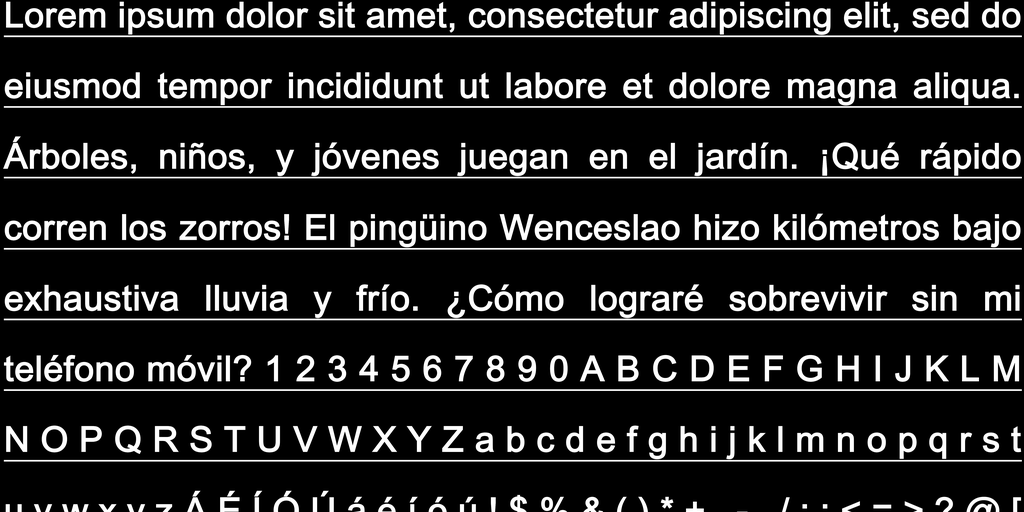 Lorem ipsum dolor sit amet, consectetur adipiscing elit, sed do
eiusmod tempor incididunt ut labore et dolore magna aliqua.
Árboles, niños, y jóvenes juegan en el jardín. ¡Qué rápido
corren los zorros! El pingüino Wenceslao hizo kilómetros bajo
exhaustiva lluvia y frío. ¿Cómo lograré sobrevivir sin mi
teléfono móvil? 1 2 3 4 5 6 7 8 9 0 A B C D E F G H I J K L M
N O P Q R S T U V W X Y Z a b c d e f g h i j k l m n o p q r s t
u v w x y z Á É Í Ó Ú á é í ó ú ! $ % & ( ) * + - / : ; < = > ? @ [